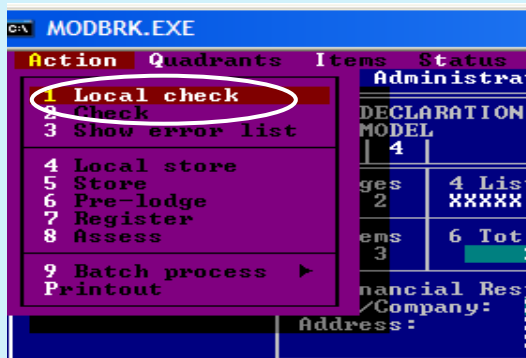 MODBRK.EXE
Action Quadrants Items Status
1 Local check
2 Check
3 Show error list
4 Local store
5 Store
6 Pre-lodge
7 Register
8 Assess
9 Batch process
Printout
Administra
DECLARATION
MODEL
4
ges 4 Lis
2 XXXXX
ems 6 Tot
3
nancial Res
/Company:
Address: